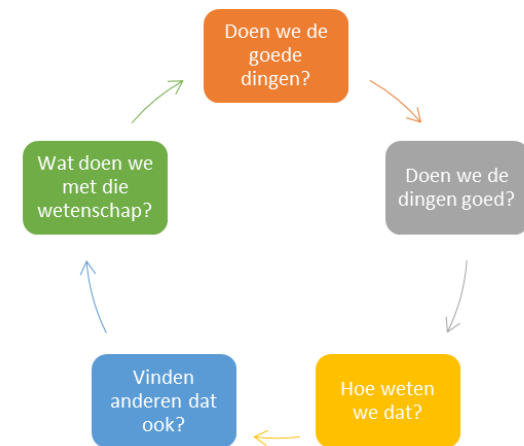 Doen we de
goede
dingen?
Doen we de
dingen goed?
Hoe weten
we dat?
Vinden
anderen dat
ook?
Wat doen we
met die
wetenschap?